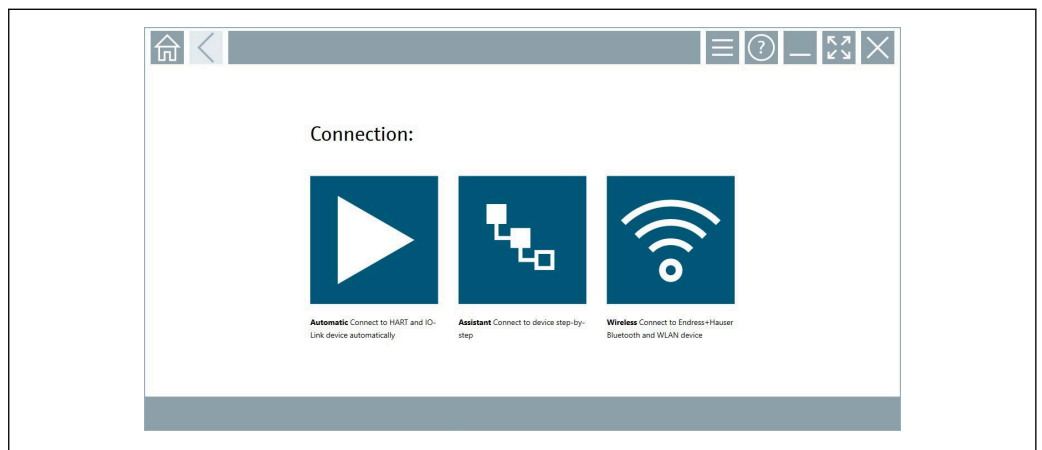 ?
Connection:
Automatic Connect to HART and IO-
Link device automatically
Assistant Connect to device step-by-
step
Wireless Connect to Endress+Hauser
Bluetooth and WLAN device